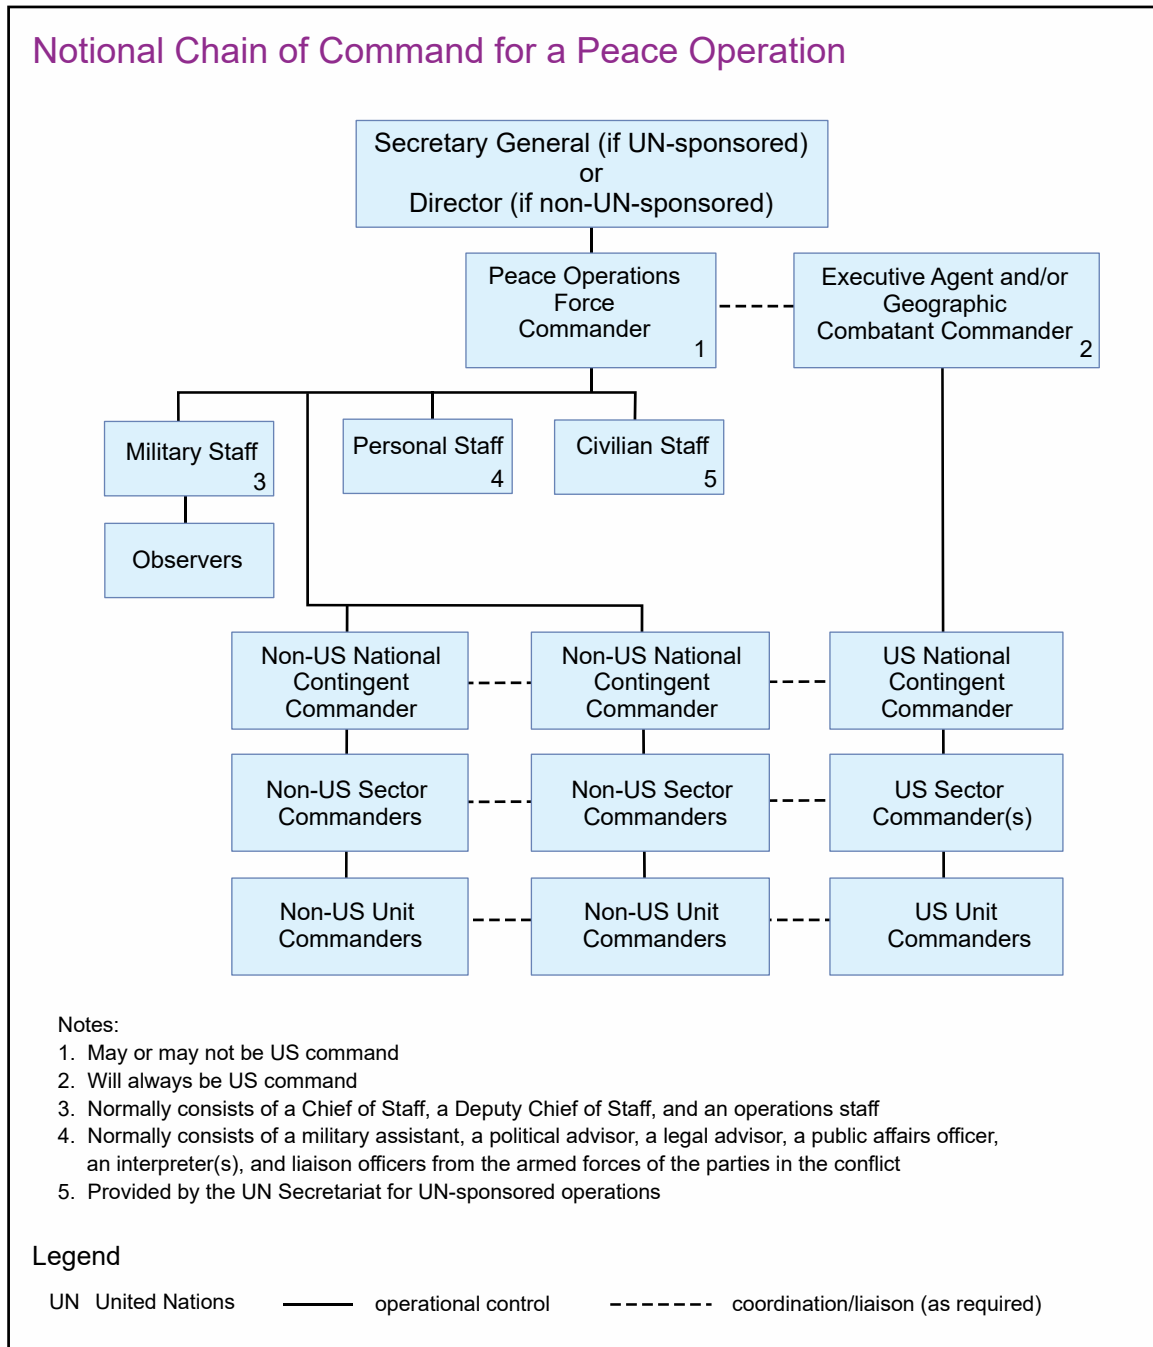 Notional Chain of Command for a Peace Operation
Secretary General (if UN-sponsored)
or
Director (if non-UN-sponsored)
Peace Operations
Force
Commander
1
Executive Agent and/or
Geographic
Combatant Commander
2
Military Staff
3
Personal Staff
4
Civilian Staff
5
Observers
Non-US National
Contingent
Commander
Non-US National
Contingent
Commander
US National
Contingent
Commander
Non-US Sector
Commanders
Non-US Sector
Commanders
US Sector
Commander(s)
Non-US Unit
Commanders
Non-US Unit
Commanders
US Unit
Commanders
Notes:
1. May or may not be US command
2. Will always be US command
3. Normally consists of a Chief of Staff, a Deputy Chief of Staff, and an operations staff
4. Normally consists of a military assistant, a political advisor, a legal advisor, a public affairs officer,
an interpreter(s), and liaison officers from the armed forces of the parties in the conflict
5. Provided by the UN Secretariat for UN-sponsored operations
Legend
UN United Nations
operational control
coordination/liaison (as required)